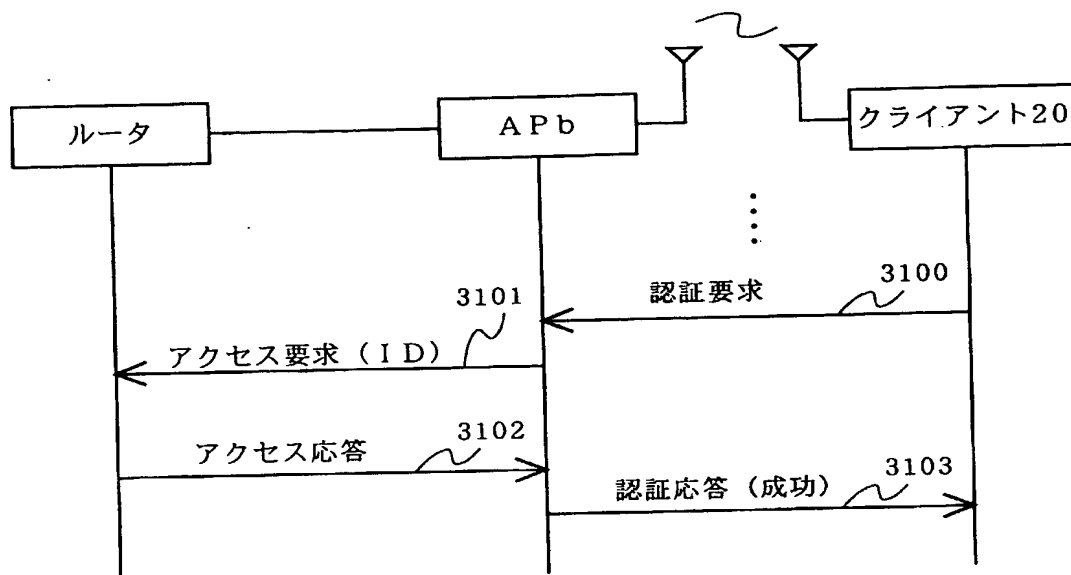 ルータ
APb
クライアント20
認証要求
3100
3101
アクセス要求(ID)
アクセス応答
3102
認証応答(成功)
3103